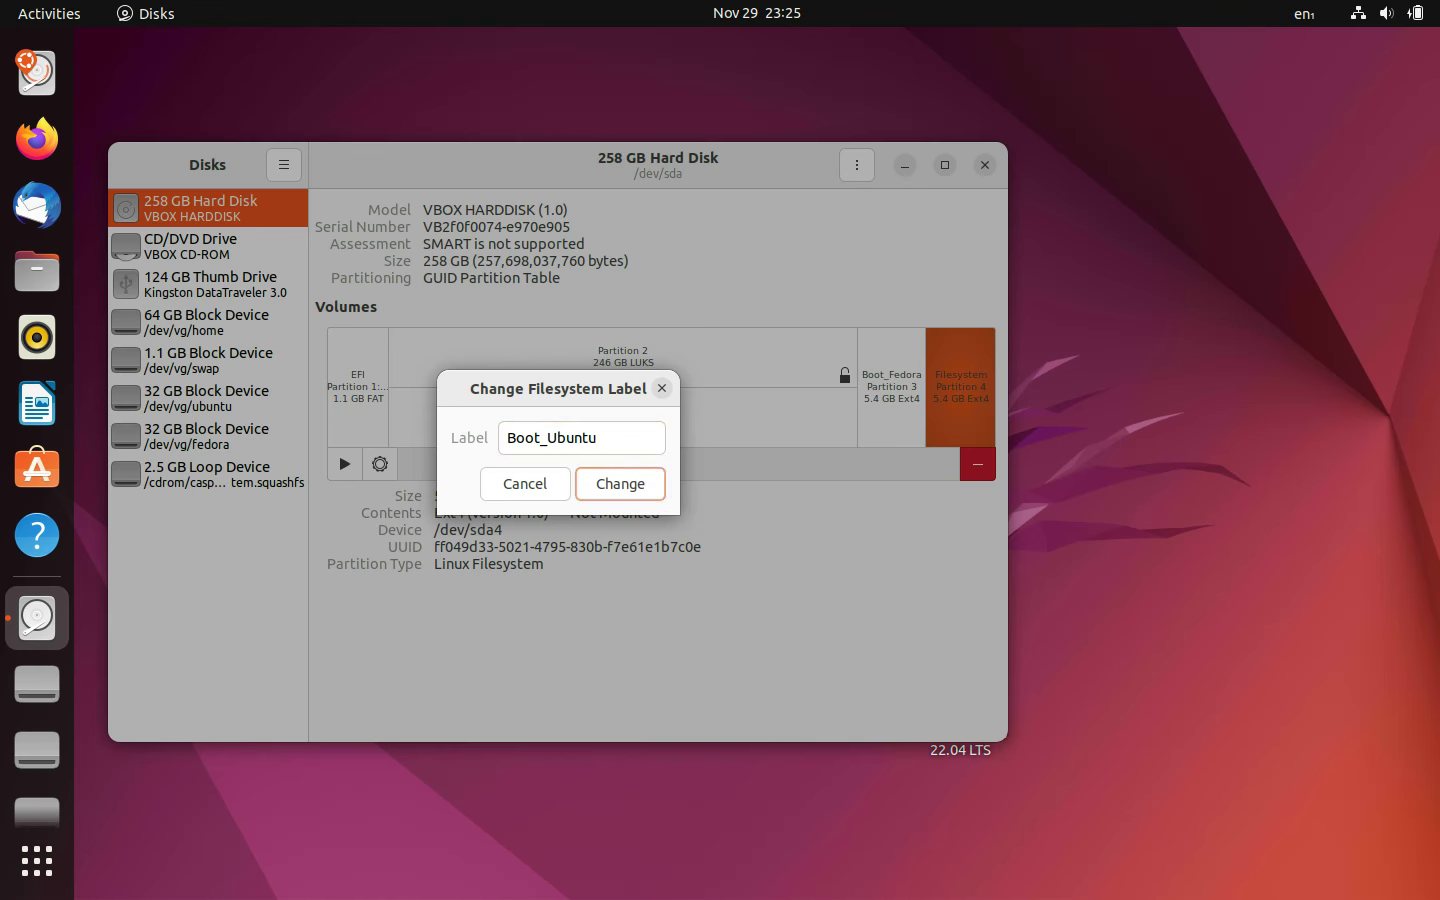 Activities
Disks
Nov 29 23:25
en₁
Disks
258 GB Hard Disk
/dev/sda
258 GB Hard Disk
VBOX HARDDISK
CD/DVD Drive
VBOX CD-ROM
124 GB Thumb Drive
Kingston DataTraveler 3.0
64 GB Block Device
/dev/vg/home
1.1 GB Block Device
/dev/vg/swap
32 GB Block Device
/dev/vg/ubuntu
32 GB Block Device
/dev/vg/fedora
2.5 GB Loop Device
/cdrom/casp... tem.squashfs
Model VBOX HARDDISK (1.0)
Serial Number VB2f0f0074-e970e905
Assessment SMART is not supported
Size 258 GB (257,698,037,760 bytes)
Partitioning GUID Partition Table
Volumes
EFI
Partition 1:...
1.1 GB FAT
Partition 2
246 GB LUKS
Boot_Fedora
Partition 3
5.4 GB Ext4
Filesystem
Partition 4
5.4 GB Ext4
Change Filesystem Label
Label Boot_Ubuntu
Cancel
Change
Size
Contents
Device /dev/sda4
UUID ff049d33-5021-4795-830b-f7e61e1b7c0e
Partition Type Linux Filesystem
22.04 LTS